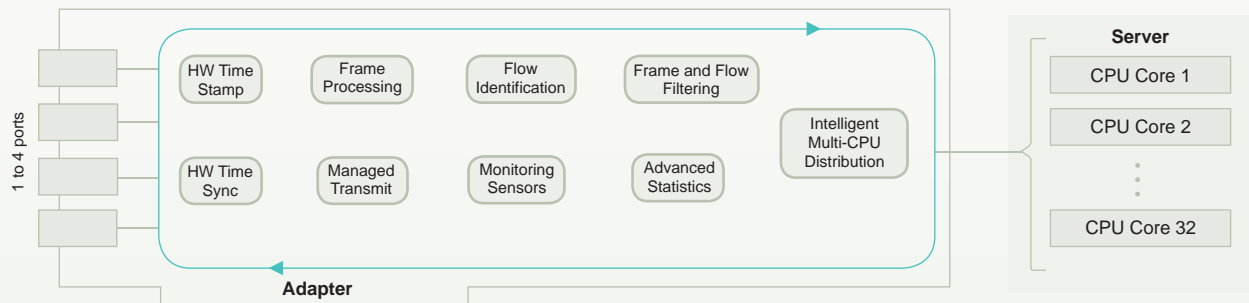 1 to 4 ports
HW Time
Stamp
Frame
Processing
Flow
Identification
Frame and Flow
Filtering
HW Time
Sync
Managed
Transmit
Monitoring
Sensors
Advanced
Statistics
Intelligent
Multi-CPU
Distribution
Adapter
Server
CPU Core 1
CPU Core 2
CPU Core 32